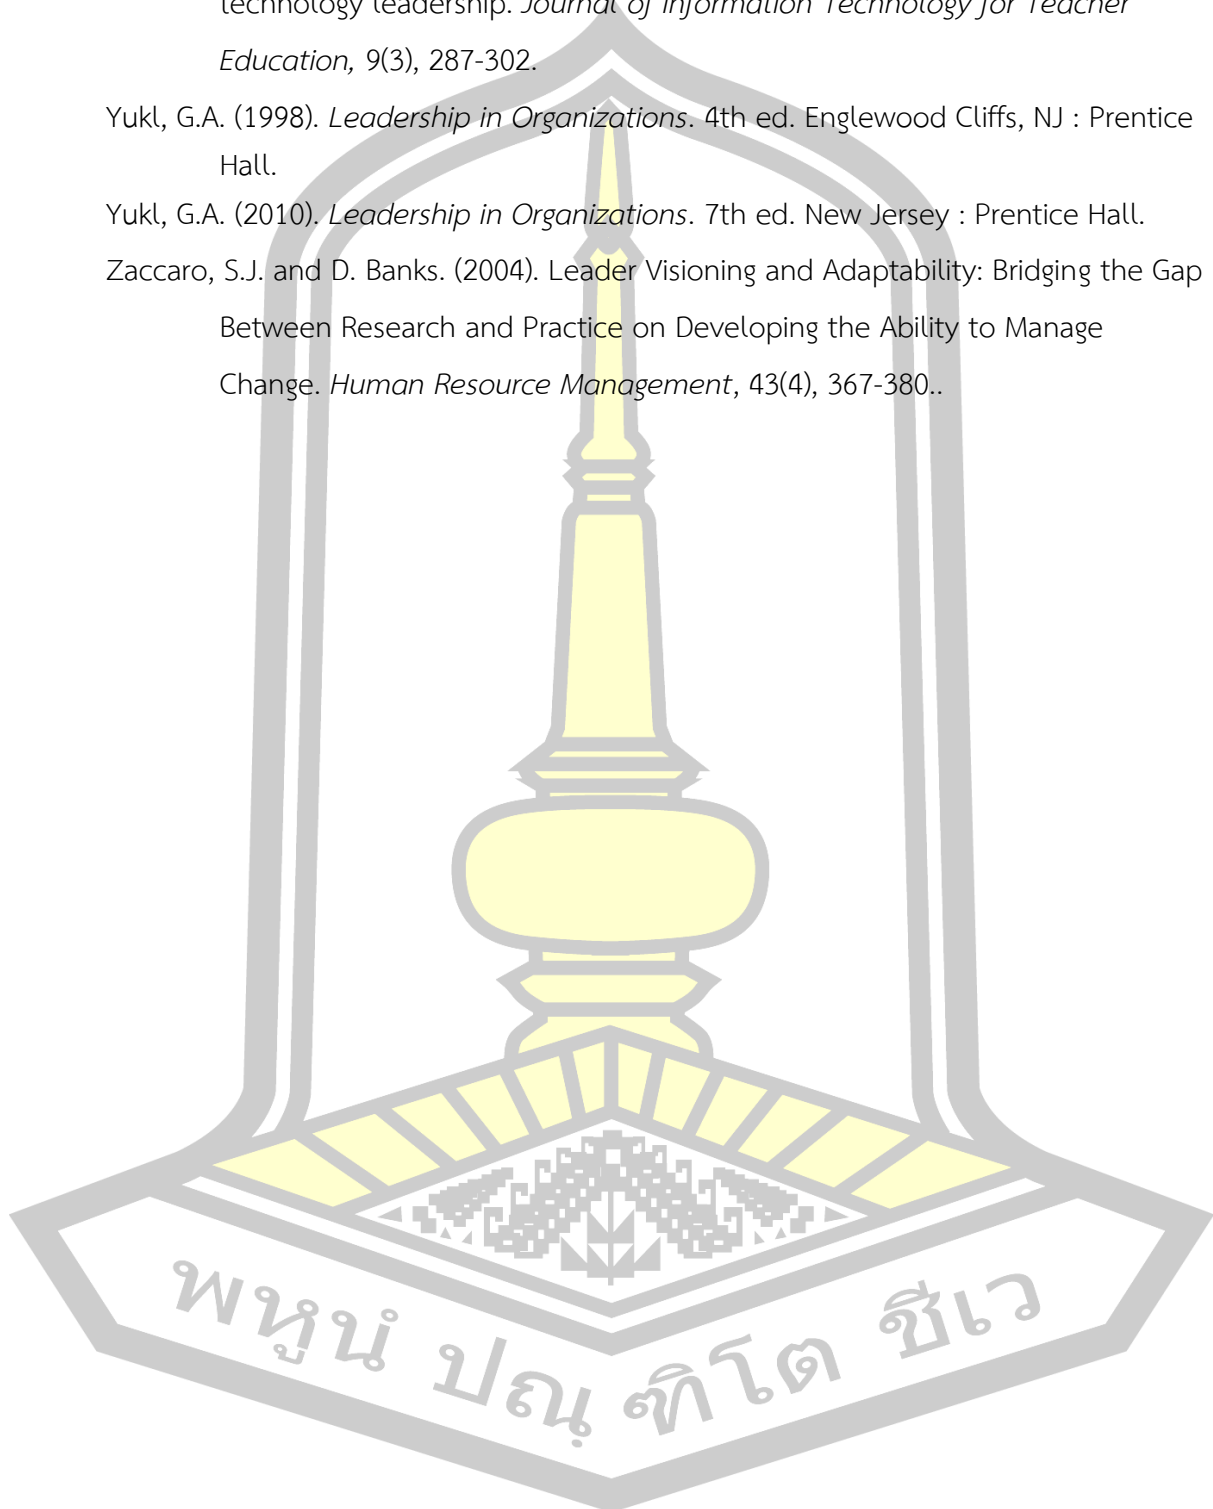 technology leadership. Journal of Information Technology for Teacher
Education, 9(3), 287-302.
Yukl, G.A. (1998). Leadership in Organizations. 4th ed. Englewood Cliffs, NJ : Prentice
Hall.
Yukl, G.A. (2010). Leadership in Organizations. 7th ed. New Jersey : Prentice Hall.
Zaccaro, S.J. and D. Banks. (2004). Leader Visioning and Adaptability: Bridging the Gap
Between Research and Practice on Developing the Ability to Manage
Change. Human Resource Management, 43(4), 367-380..
พหูนํ ปณฺฑิโต ชีเว